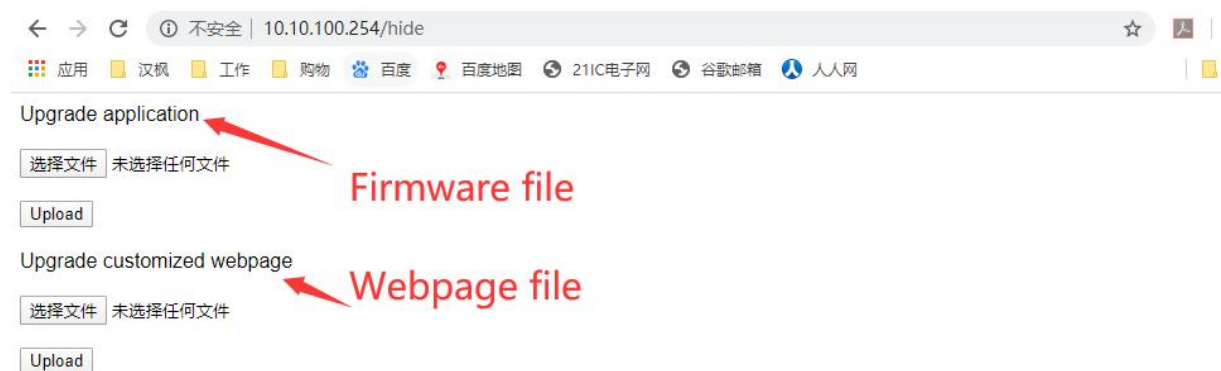 不安全 | 10.10.100.254/hide
应用 汉枫 工作 购物 百度 百度地图 21IC电子网 谷歌邮箱 人人网
Upgrade application
选择文件 未选择任何文件
Firmware file
Upload
Upgrade customized webpage
Webpage file
选择文件 未选择任何文件
Upload